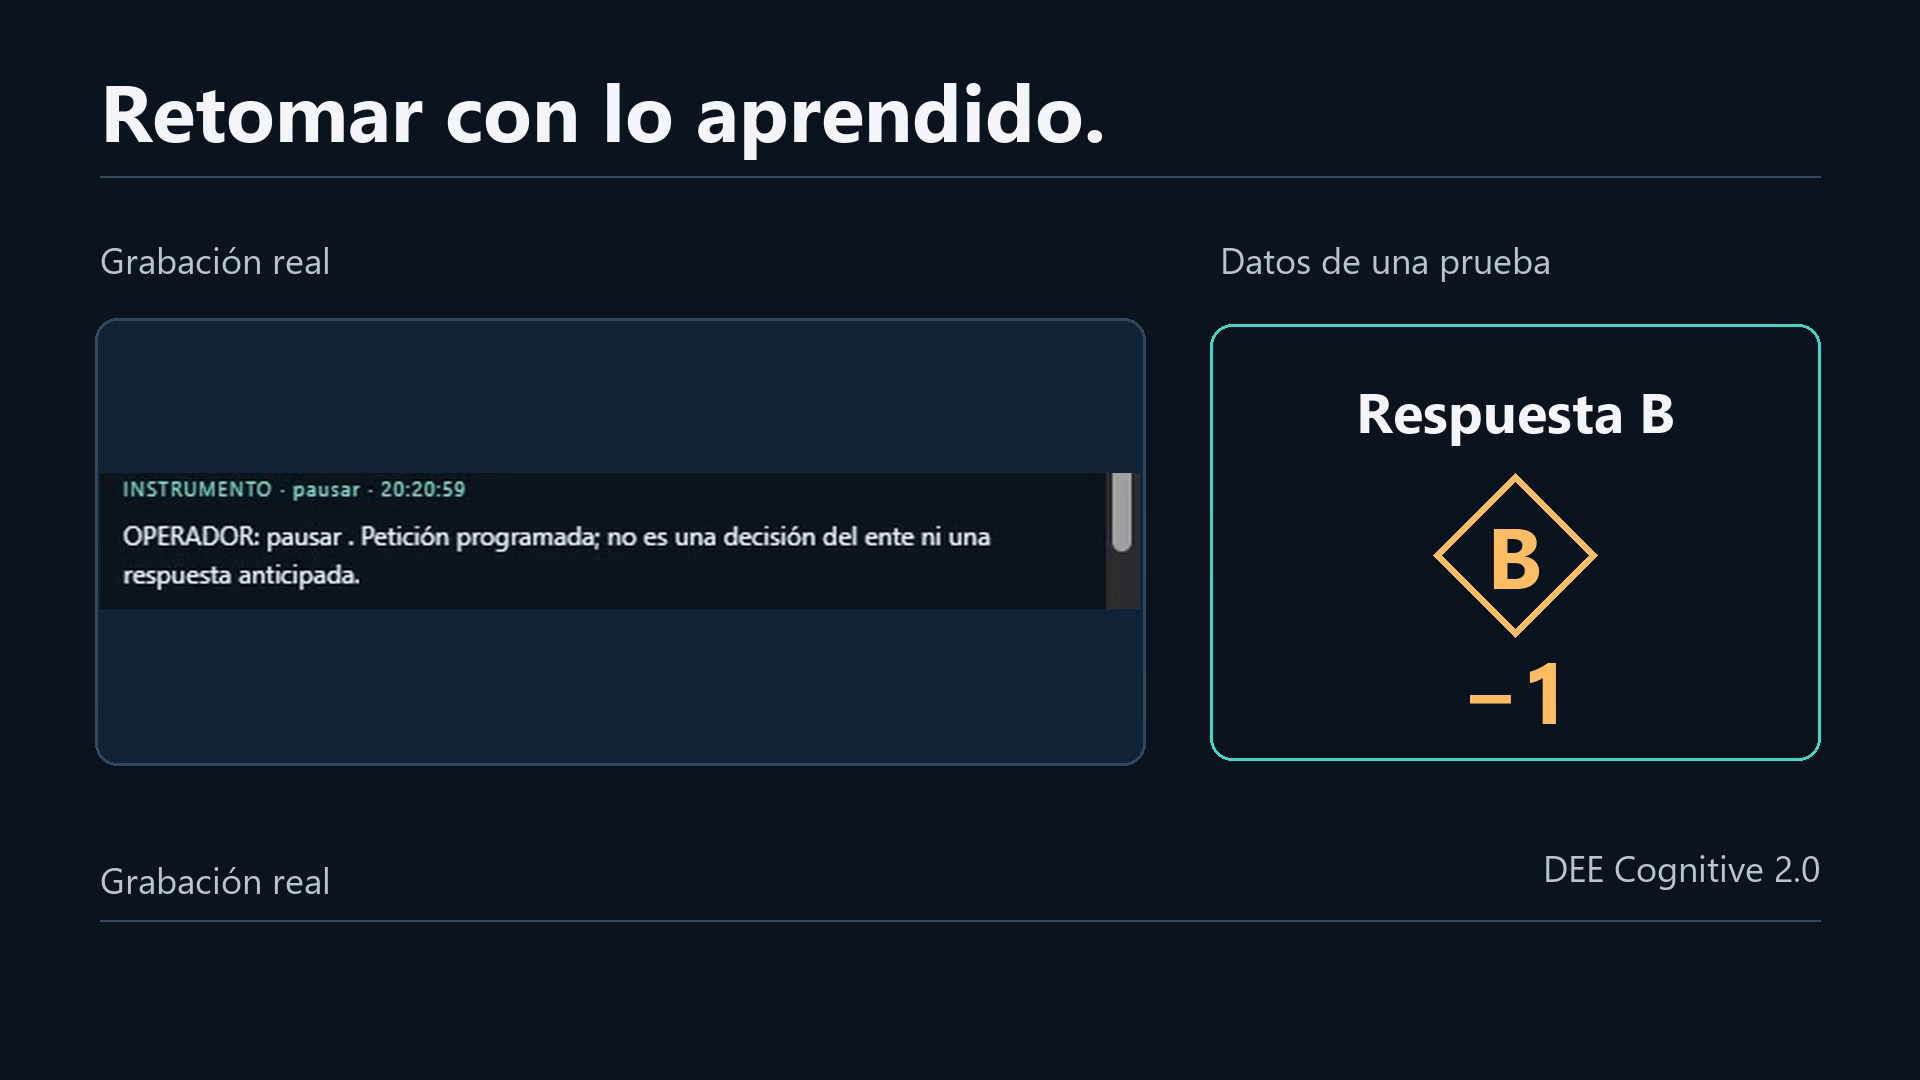 Retomar con lo aprendido.
Grabación real
Datos de una prueba
INSTRUMENTO · pausar · 20:20:59
OPERADOR: pausar . Petición programada; no es una decisión del ente ni una
respuesta anticipada.
Respuesta B
B
−1
Grabación real
DEE Cognitive 2.0